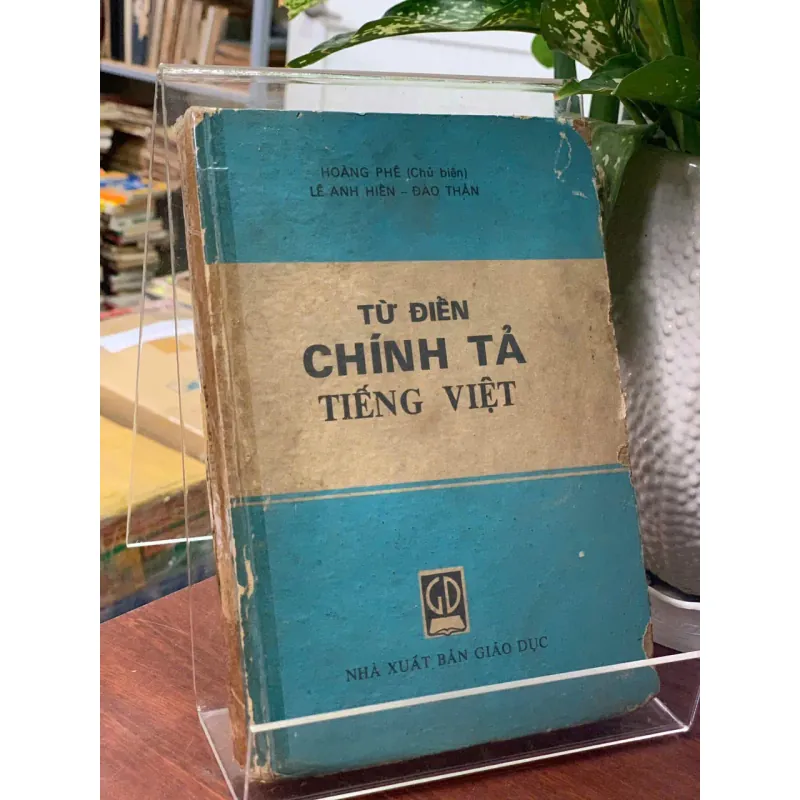 HOÀNG PHÊ (Chủ biên)
LÊ ANH HIỀN – ĐÀO THẢN
TỪ ĐIỂN
CHÍNH TẢ
TIẾNG VIỆT
GD
NHÀ XUẤT BẢN GIÁO DỤC